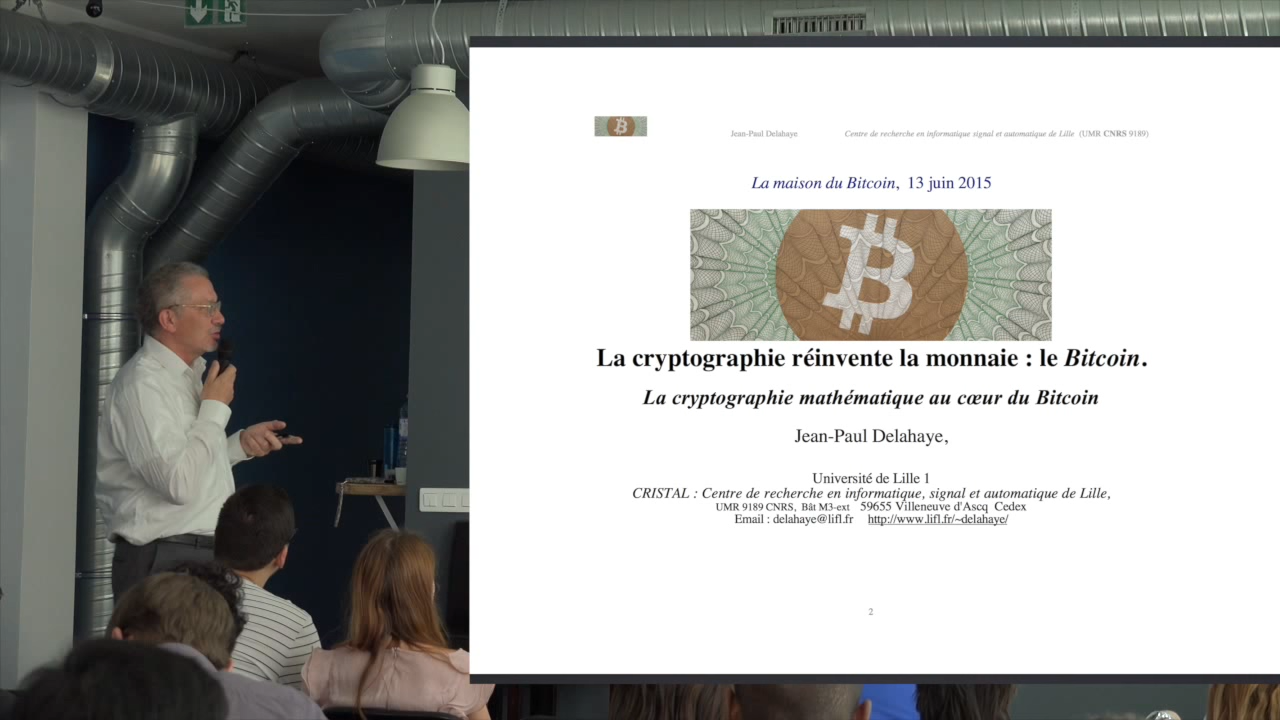 Jean-Paul Delahaye Centre de recherche en informatique signal et automatique de Lille (UMR CNRS 9189)
La maison du Bitcoin, 13 juin 2015
La cryptographie réinvente la monnaie : le Bitcoin.
La cryptographie mathématique au cœur du Bitcoin
Jean-Paul Delahaye,
Université de Lille 1
CRISTAL : Centre de recherche en informatique, signal et automatique de Lille,
UMR 9189 CNRS, Bât M3-ext 59655 Villeneuve d'Ascq Cedex
Email : delahaye@lifl.fr http://www.lifl.fr/~delahaye/
2